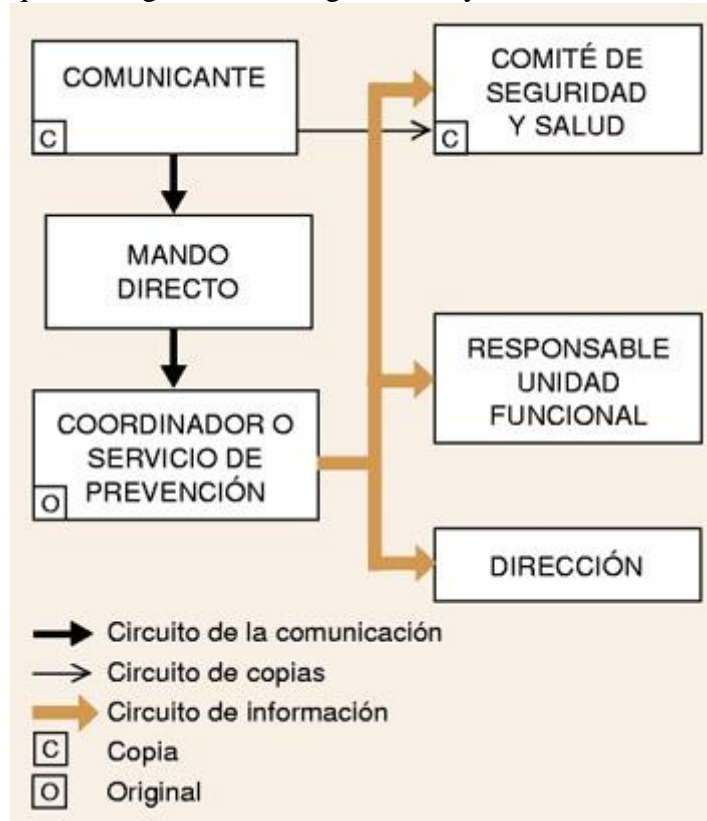 COMUNICANTE
C
COMITÉ DE
SEGURIDAD
Y SALUD
C
MANDO
DIRECTO
RESPONSABLE
UNIDAD
FUNCIONAL
COORDINADOR O
SERVICIO DE
PREVENCIÓN
O
DIRECCIÓN
Circuito de la comunicación
Circuito de copias
Circuito de información
C Copia
O Original